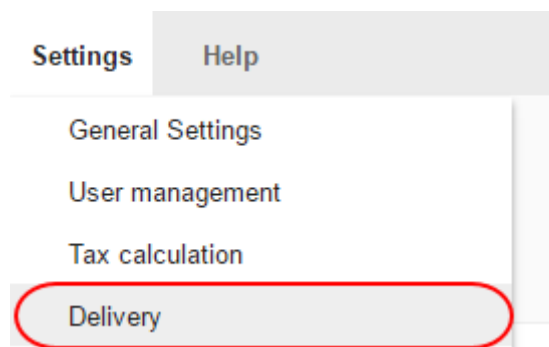 Settings Help
General Settings
User management
Tax calculation
Delivery